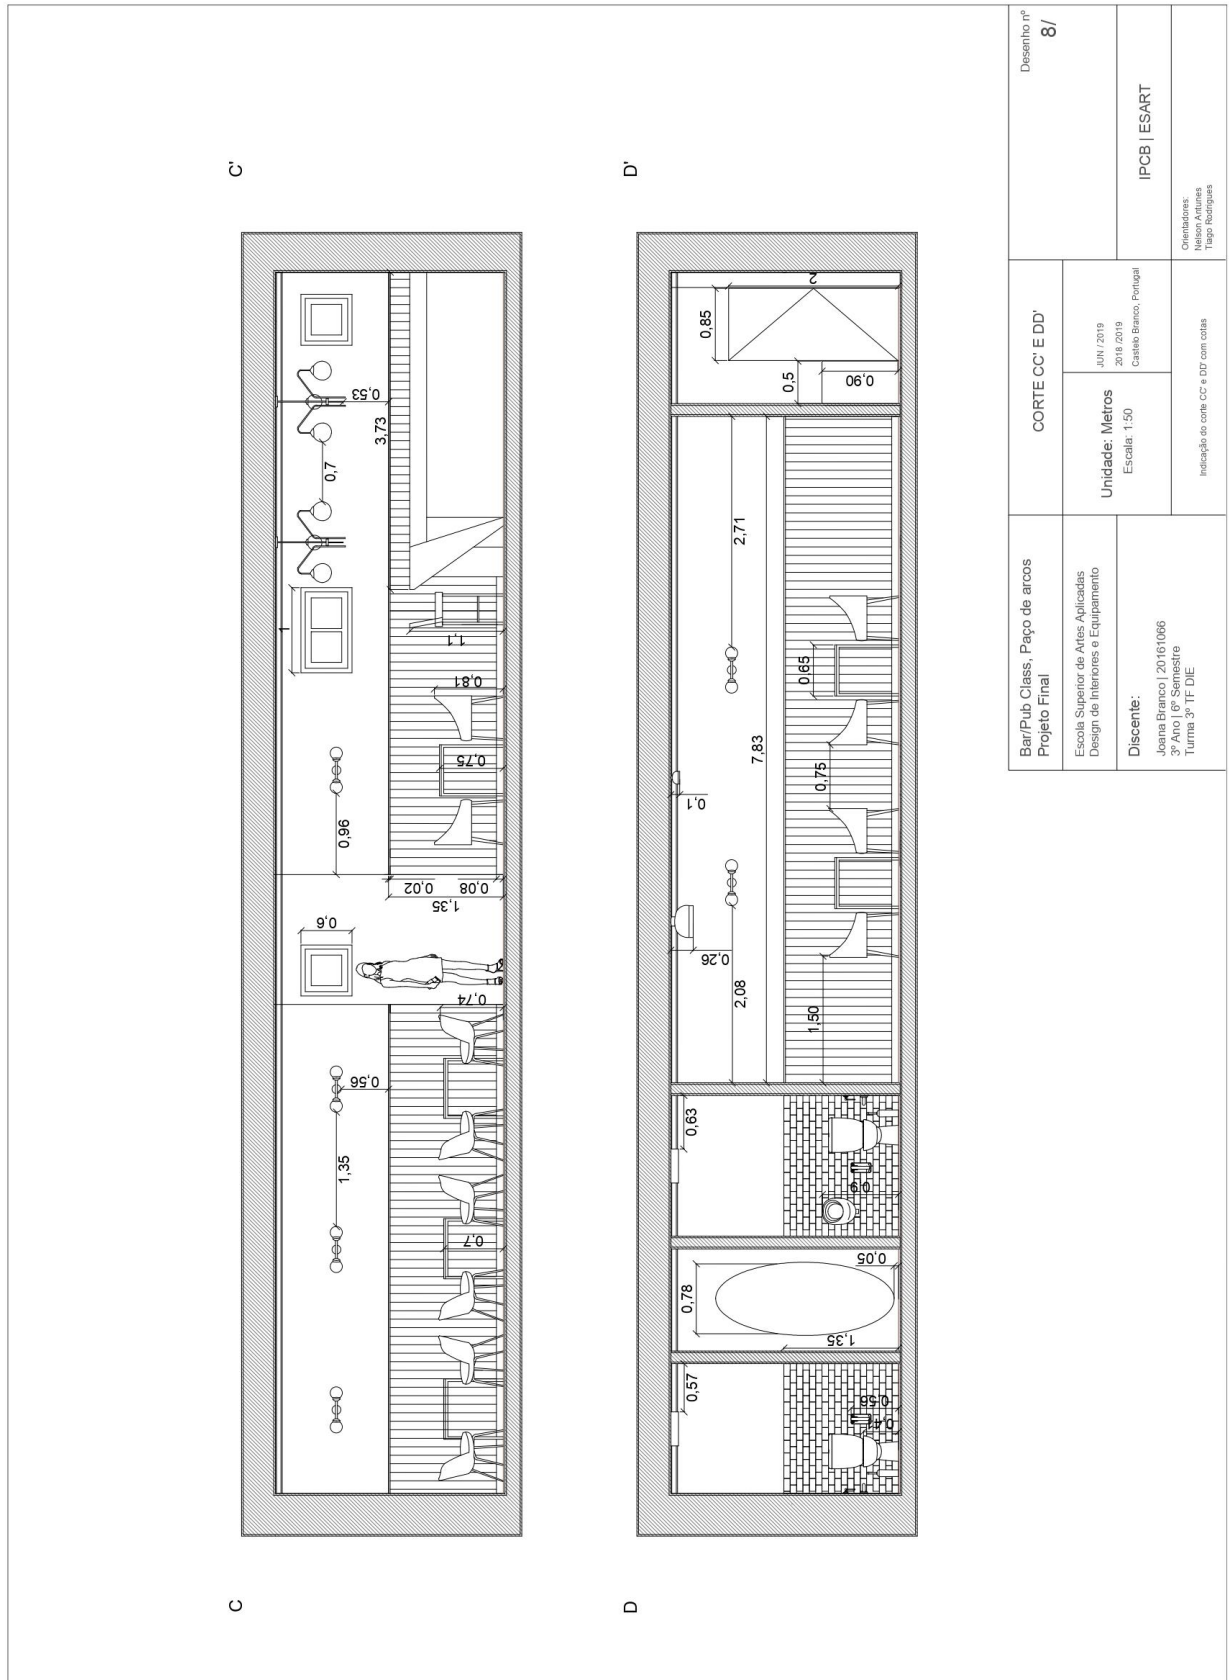 C
C'
0,53
3,73
0,7
1
1,1
0,81
0,75
0,96
0,02
0,08
1,35
0,6
0,74
0,56
1,35
0,7
D
D'
0,85
2
0,5
0,90
2,71
7,83
0,65
0,75
0,1
0,26
2,08
1,50
0,63
0,9
0,78
0,05
1,35
0,57
0,56
0,41
Bar/Pub Class, Paço de arcos
Projeto Final
Escola Superior de Artes Aplicadas
Design de Interiores e Equipamento
Discente:
Joana Branco | 20161066
3º Ano | 6º Semestre
Turma 3º TF DIE
CORTE CC' E DD'
Unidade: Metros
Escala: 1:50
JUN / 2019
2018 /2019
Castelo Branco, Portugal
Indicação do corte CC' e DD' com cotas
Desenho nº
8/
IPCB | ESART
Orientadores:
Nelson Antunes
Tiago Rodrigues